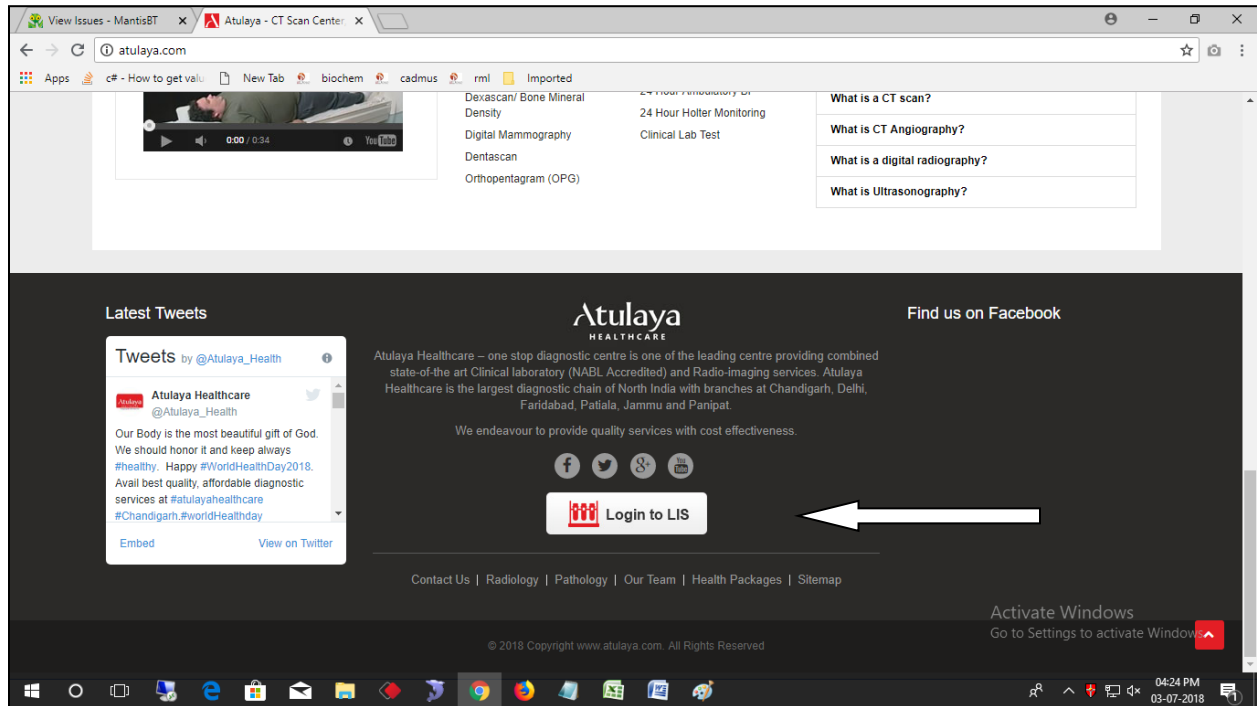 View Issues - MantisBT
Atulaya - CT Scan Center,
atulaya.com
Apps
c# - How to get valu
New Tab
biochem
cadmus
rml
Imported
0:00 / 0:34
You Tube
Dexascan/ Bone Mineral
Density
Digital Mammography
Dentascan
Orthopentagram (OPG)
24 Hour Ambulatory BP
24 Hour Holter Monitoring
Clinical Lab Test
What is a CT scan?
What is CT Angiography?
What is a digital radiography?
What is Ultrasonography?
Latest Tweets
Tweets by @Atulaya_Health
Atulaya
Atulaya Healthcare
@Atulaya_Health
Our Body is the most beautiful gift of God.
We should honor it and keep always
#healthy. Happy #WorldHealthDay2018.
Avail best quality, affordable diagnostic
services at #atulayahealthcare
#Chandigarh.#worldHealthday
Embed
View on Twitter
Atulaya
HEALTHCARE
Atulaya Healthcare – one stop diagnostic centre is one of the leading centre providing combined
state-of-the art Clinical laboratory (NABL Accredited) and Radio-imaging services. Atulaya
Healthcare is the largest diagnostic chain of North India with branches at Chandigarh, Delhi,
Faridabad, Patiala, Jammu and Panipat.
We endeavour to provide quality services with cost effectiveness.
You Tube
Login to LIS
Contact Us | Radiology | Pathology | Our Team | Health Packages | Sitemap
Find us on Facebook
Activate Windows
Go to Settings to activate Windows.
© 2018 Copyright www.atulaya.com. All Rights Reserved
04:24 PM
03-07-2018